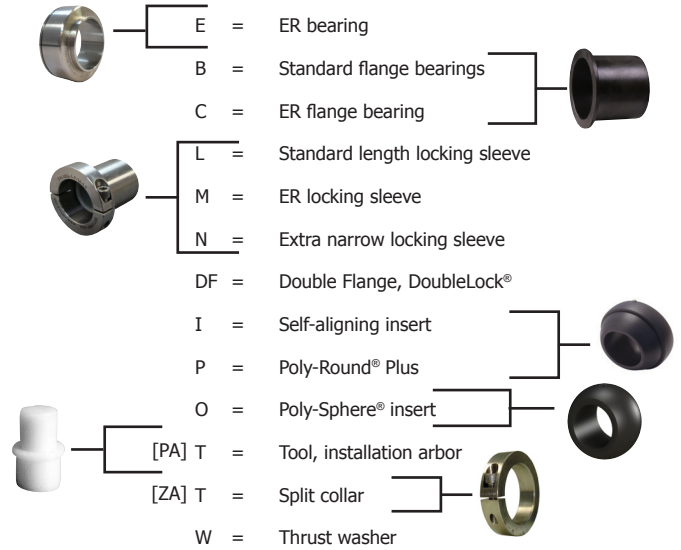 E = ER bearing
B = Standard flange bearings
C = ER flange bearing
L = Standard length locking sleeve
M = ER locking sleeve
N = Extra narrow locking sleeve
DF = Double Flange, DoubleLock®
I = Self-aligning insert
P = Poly-Round® Plus
O = Poly-Sphere® insert
[PA] T = Tool, installation arbor
[ZA] T = Split collar
W = Thrust washer